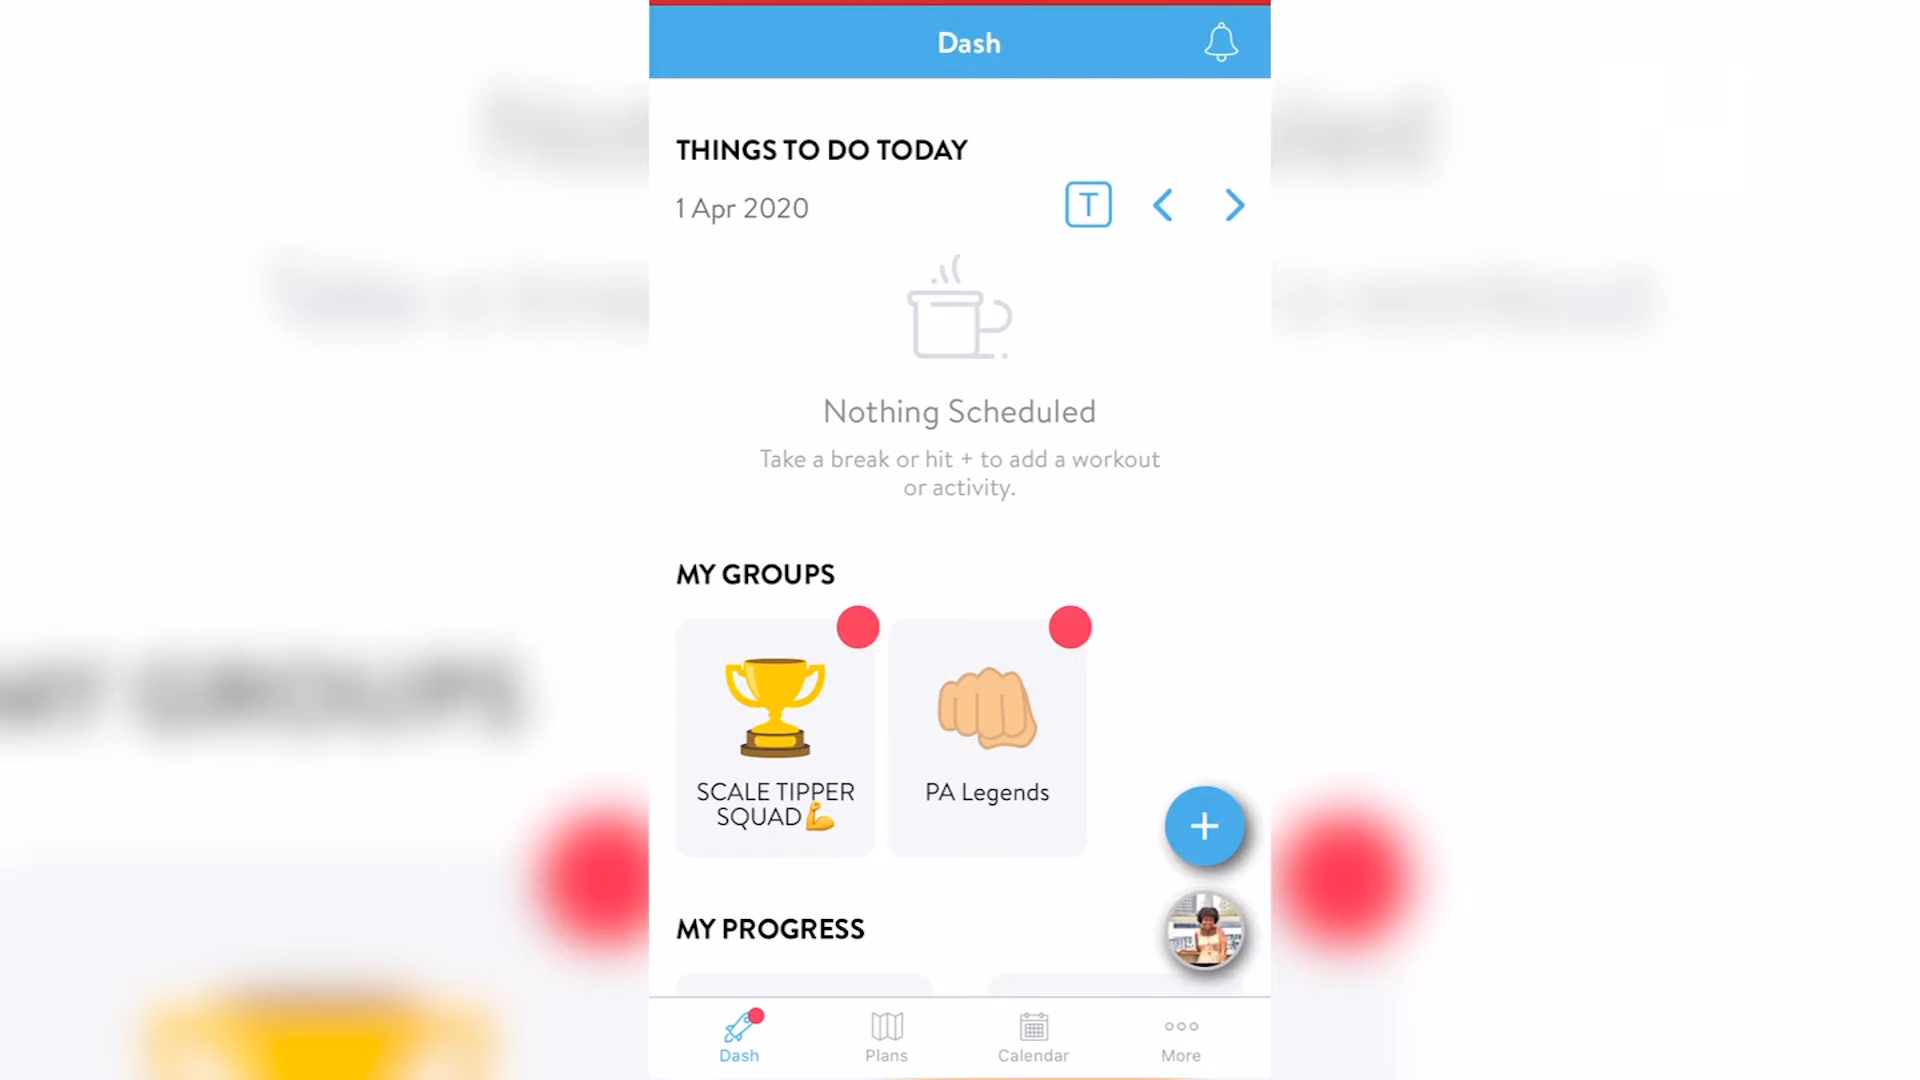 Dash
THINGS TO DO TODAY
1 Apr 2020
T
Nothing Scheduled
Take a break or hit + to add a workout
or activity.
MY GROUPS
SCALE TIPPER
SQUAD💪
PA Legends
MY PROGRESS
Dash
Plans
Calendar
More